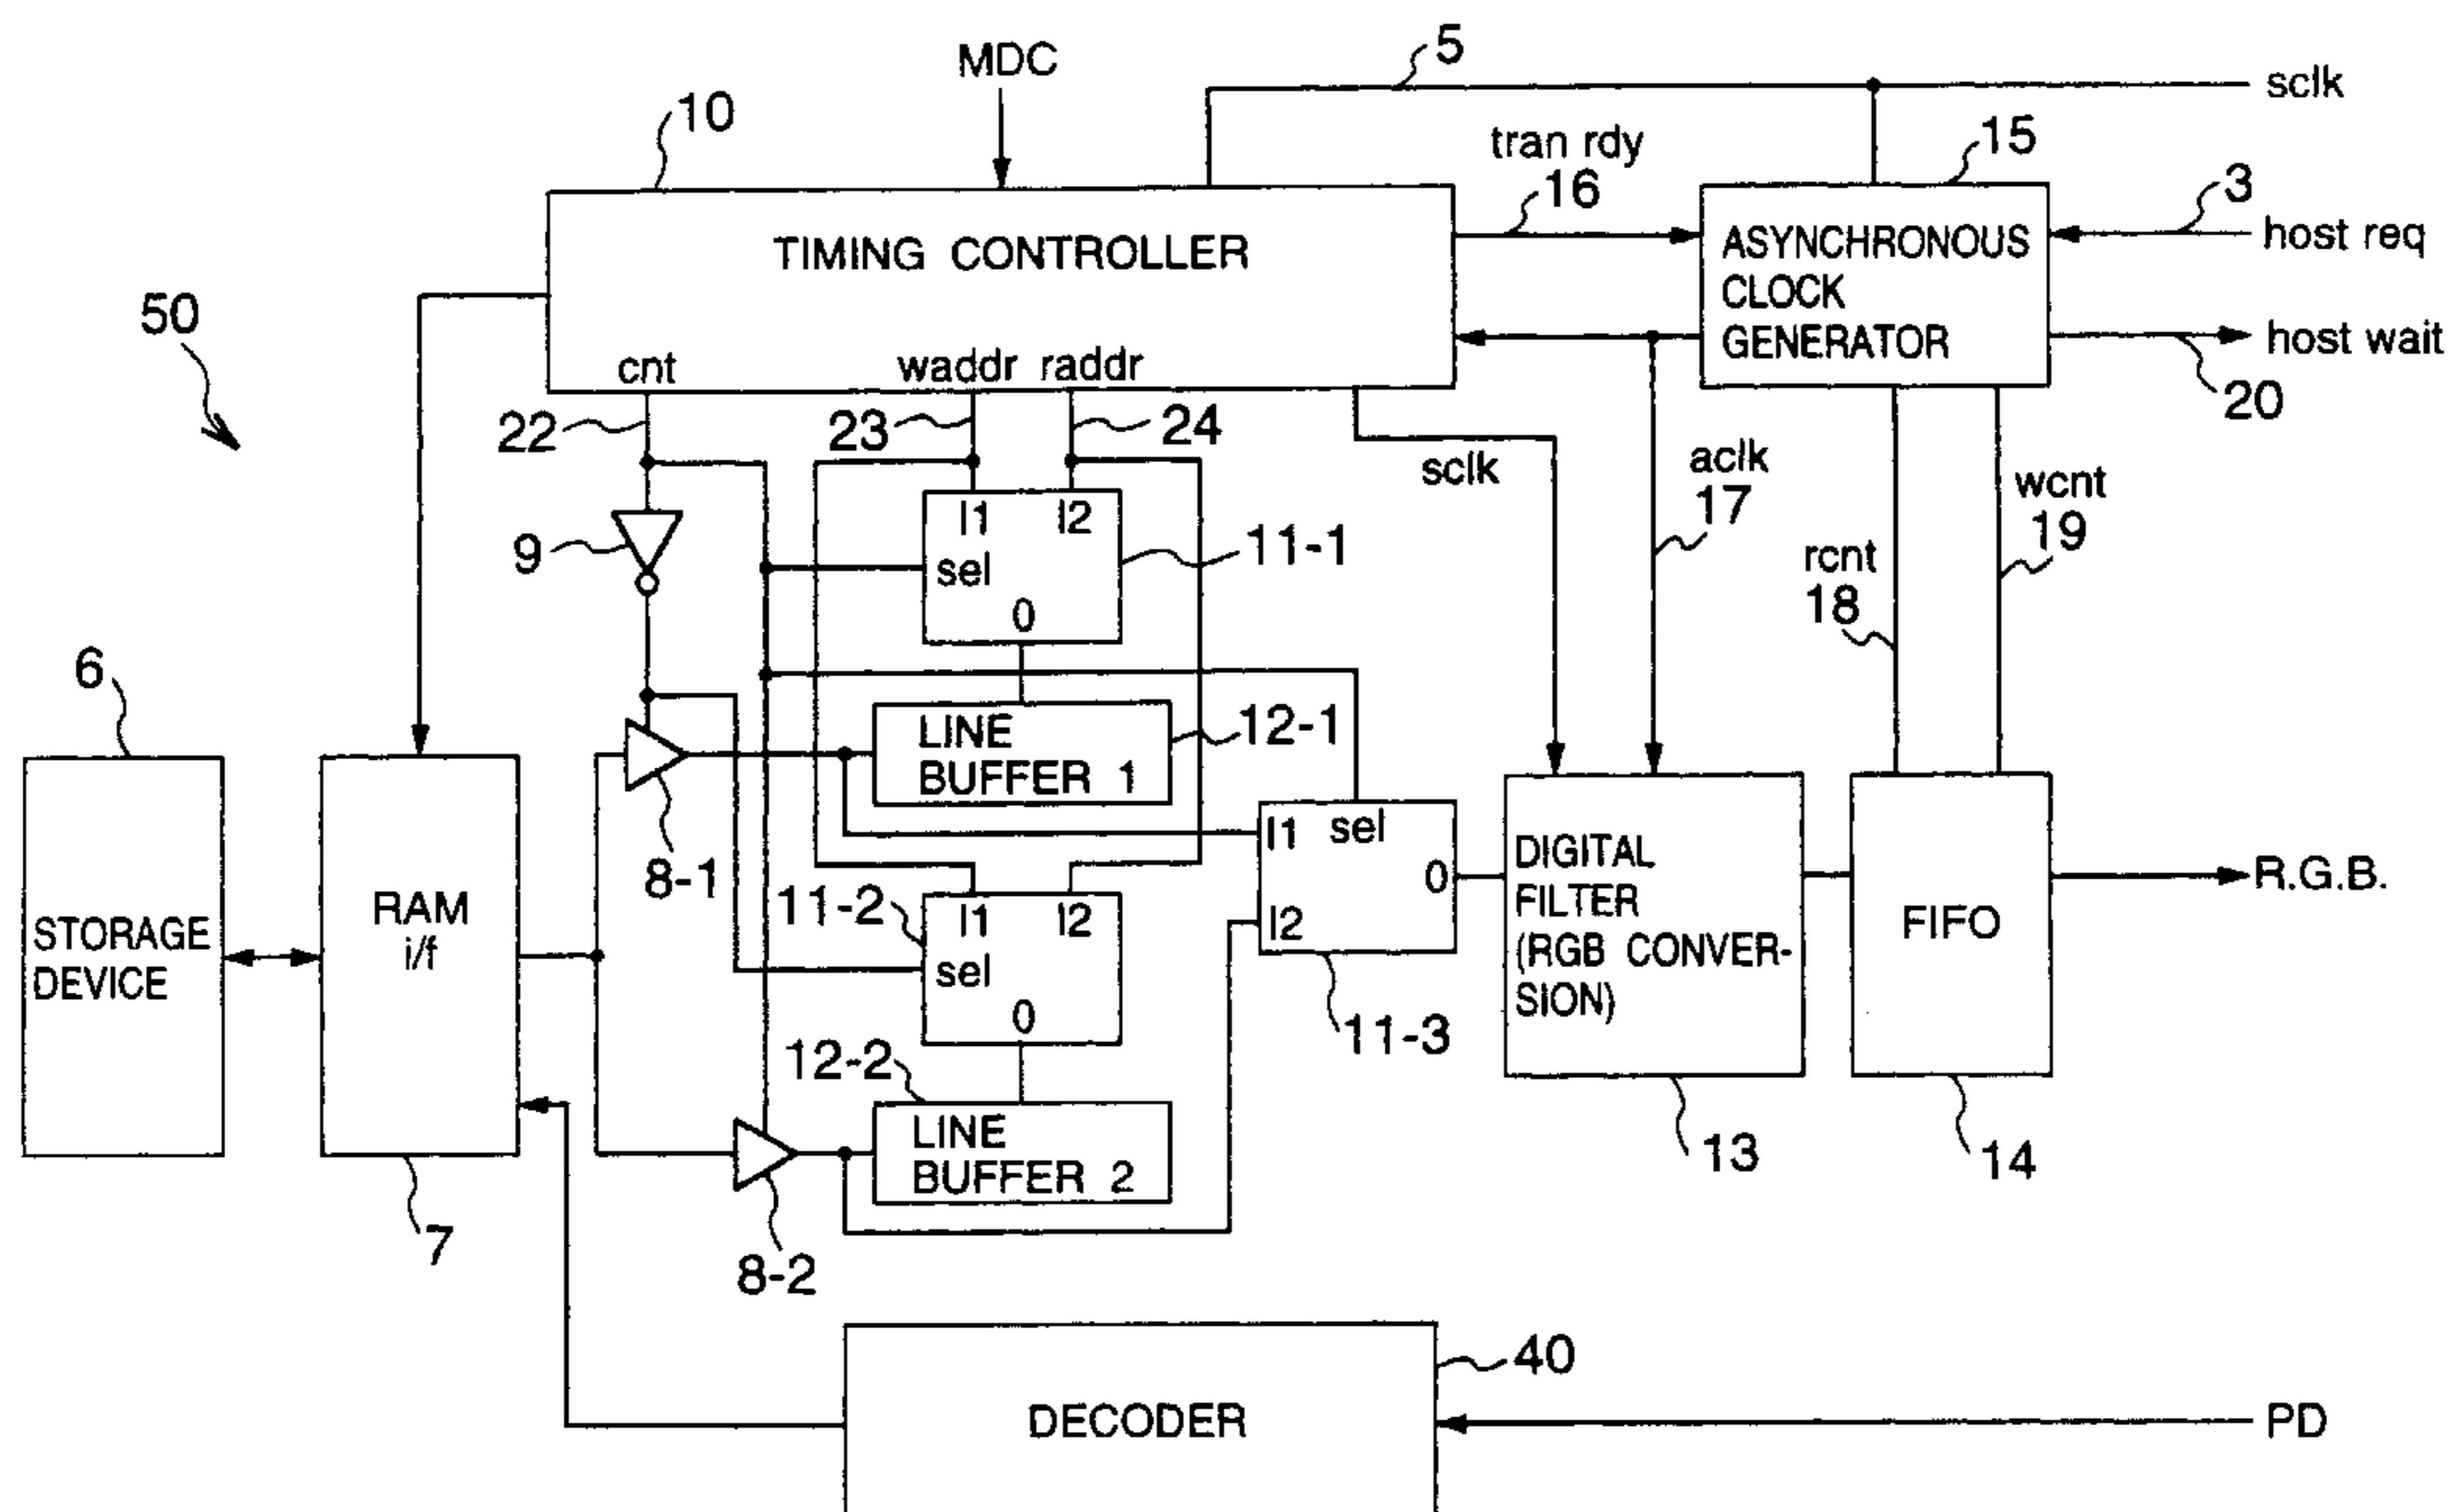 MDC
5
sclk
10
tran rdy
16
15
3
host req
TIMING CONTROLLER
ASYNCHRONOUS
CLOCK
GENERATOR
host wait
20
50
cnt
waddr raddr
22
23
24
sclk
aclk
17
wcnt
19
rcnt
18
9
I1 I2
sel
0
11-1
6
LINE
BUFFER 1
12-1
8-1
I1 sel
0
I2
11-3
11-2
I1 I2
sel
0
STORAGE
DEVICE
RAM
i/f
7
DIGITAL
FILTER
(RGB CONVER-
SION)
13
FIFO
14
R.G.B.
12-2
LINE
BUFFER 2
8-2
DECODER
40
PD